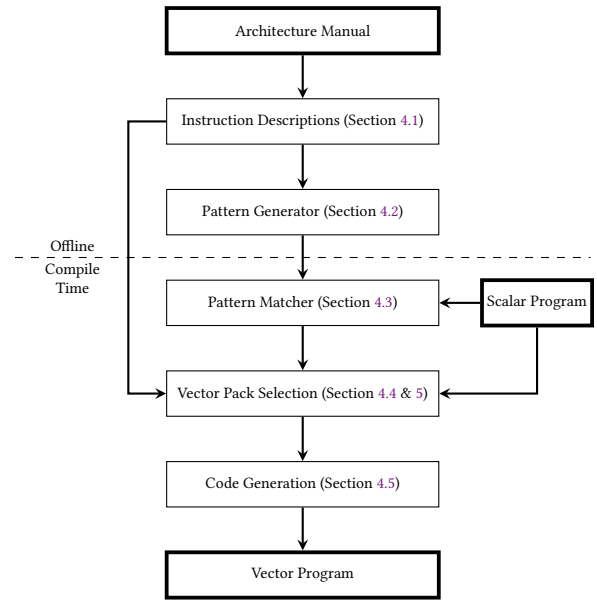 Architecture Manual
Instruction Descriptions (Section 4.1)
Pattern Generator (Section 4.2)
Offline
Compile
Time
Pattern Matcher (Section 4.3)
Scalar Program
Vector Pack Selection (Section 4.4 & 5)
Code Generation (Section 4.5)
Vector Program